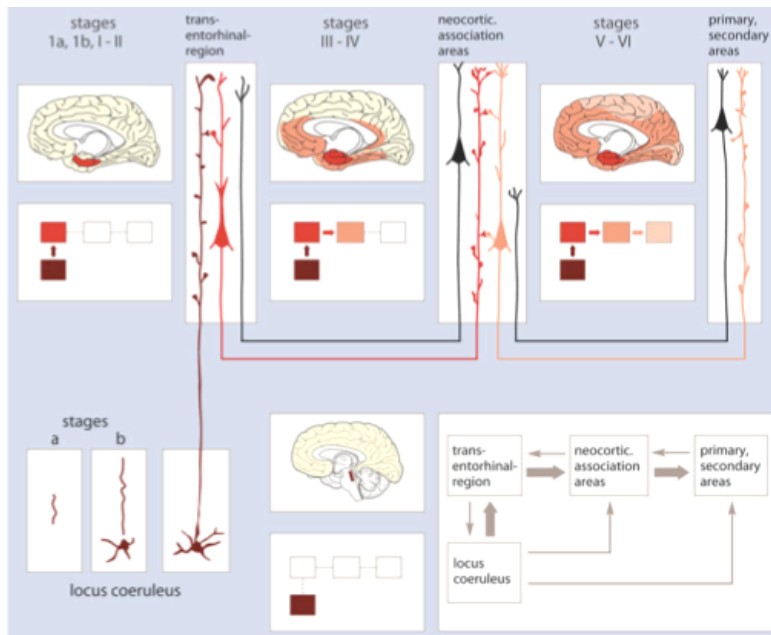 stages
1a, 1b, I - II
trans-
entorhinal-
region
stages
III - IV
neocortic.
association
areas
stages
V - VI
primary,
secondary
areas
stages
a
b
locus coeruleus
trans-
entorhinal-
region
neocortic.
association
areas
primary,
secondary
areas
locus
coeruleus